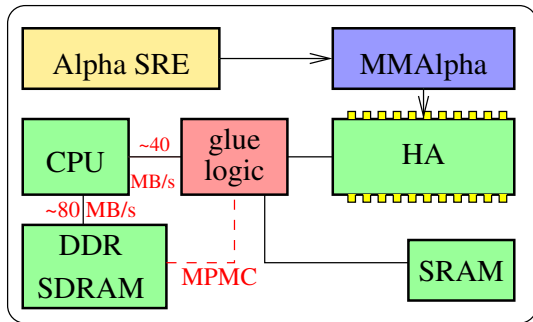 Alpha SRE
MMAlpha
CPU
~40
MB/s
glue
logic
HA
~80 MB/s
DDR
SDRAM
MPMC
SRAM